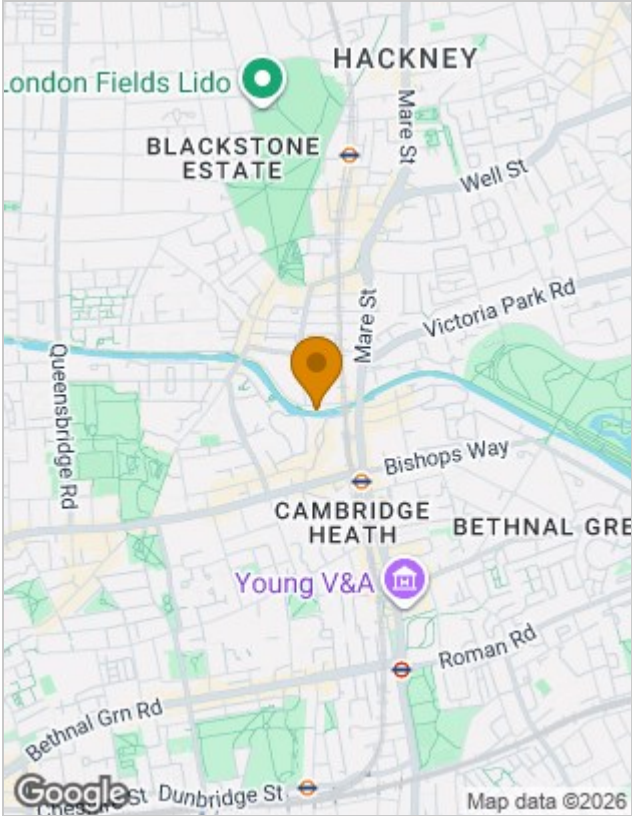 HACKNEY
London Fields Lido
Mare St
BLACKSTONE
ESTATE
Well St
Victoria Park Rd
Mare St
Queensbridge Rd
Bishops Way
CAMBRIDGE
HEATH
BETHNAL GRE
Young V&A
Roman Rd
Bethnal Grn Rd
Dunbridge St
Google
Map data ©2026